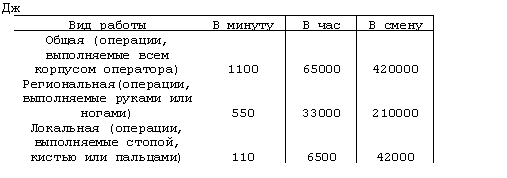 Дж
Вид работы В минуту В час В смену
Общая (операции,
выполняемые всем
корпусом оператора) 1100 65000 420000
Региональная(операции,
выполняемые руками или
ногами) 550 33000 210000
Локальная (операции,
выполняемые стопой,
кистью или пальцами) 110 6500 42000